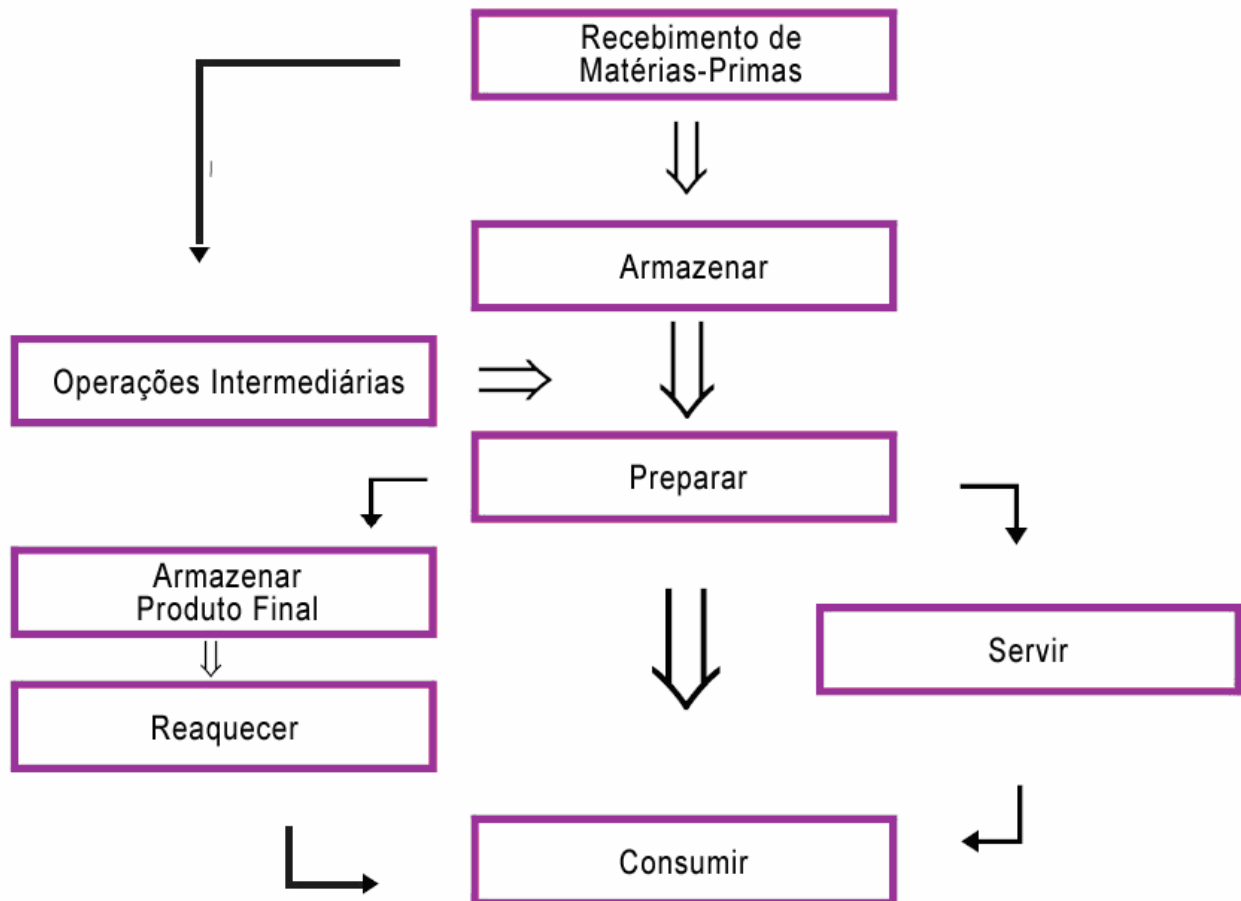 Recebimento de
Matérias-Primas
Armazenar
Operações Intermediárias
Preparar
Armazenar
Produto Final
Servir
Reaquecer
Consumir